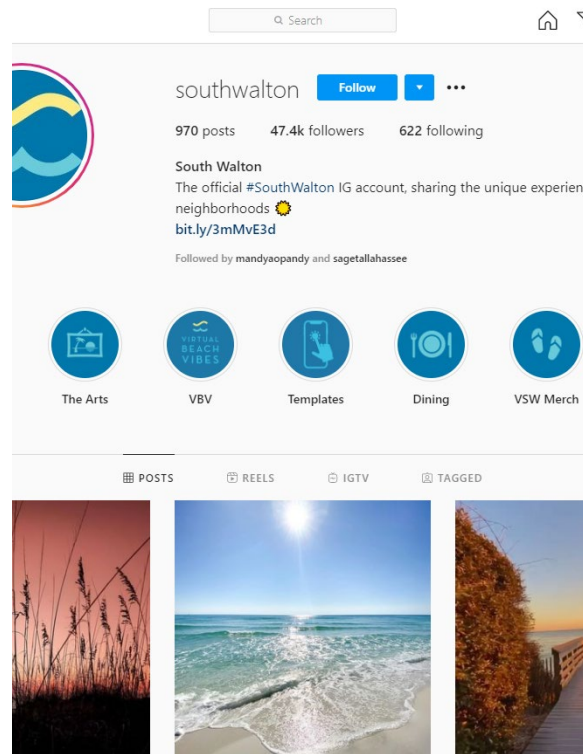 Search
southwalton Follow
970 posts 47.4k followers 622 following
South Walton
The official #SouthWalton IG account, sharing the unique
neighborhoods
bit.ly/3mMvE3d
Followed by mandyaopandy and sagetallahassee
VIRTUAL
BEACH
VIBES
The Arts VBV Templates Dining VSW Merch
POSTS REELS IGTV TAGGED